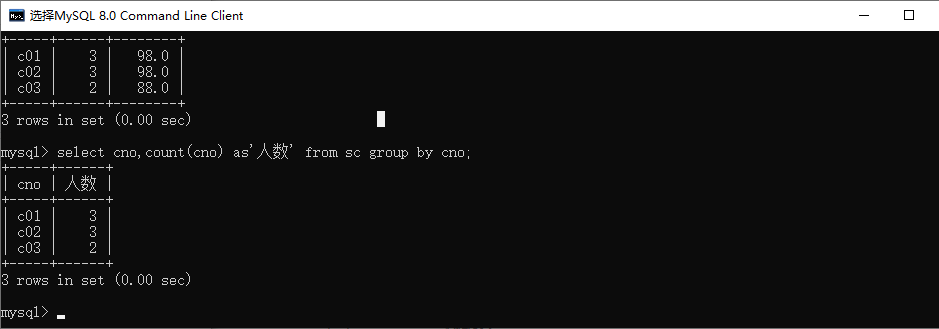 选择MySQL 8.0 Command Line Client
+-----+------+--------+
| c01 |    3 |   98.0 |
| c02 |    3 |   98.0 |
| c03 |    2 |   88.0 |
+-----+------+--------+
3 rows in set (0.00 sec)
mysql> select cno,count(cno) as'人数' from sc group by cno;
+-----+------+
| cno | 人数 |
+-----+------+
| c01 |    3 |
| c02 |    3 |
| c03 |    2 |
+-----+------+
3 rows in set (0.00 sec)
mysql>